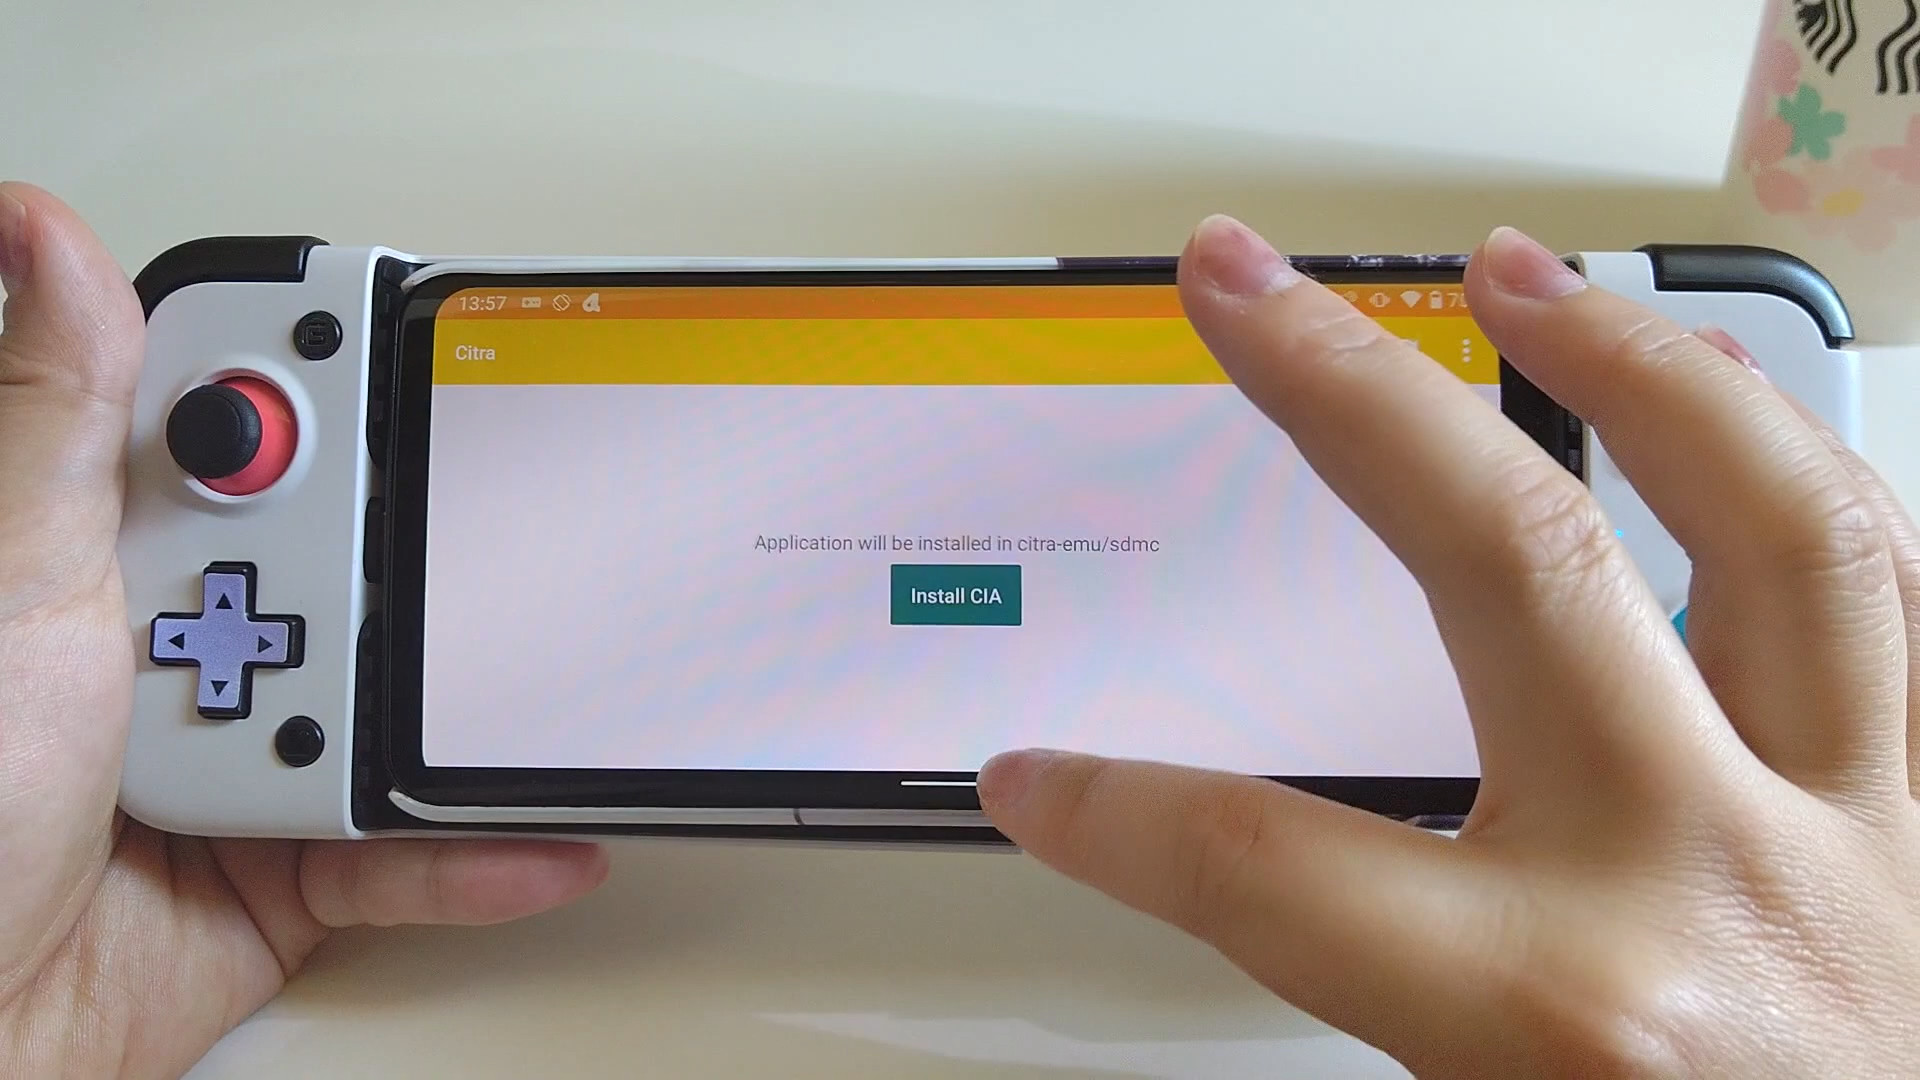 13:57
Citra
Application will be installed in citra-emu/sdmc
Install CIA